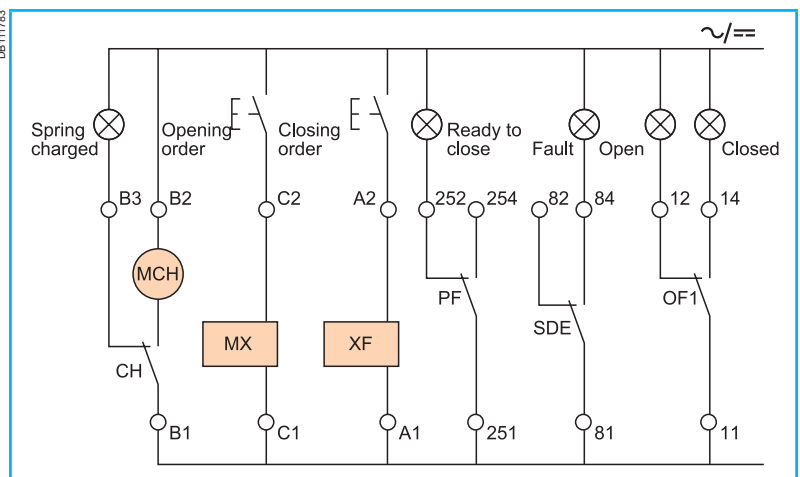 DB111783
~/==
Spring charged
Opening order
Closing order
Ready to close
Fault
Open
Closed
B3
B2
C2
A2
252
254
82
84
12
14
MCH
PF
OF1
SDE
MX
XF
CH
B1
C1
A1
251
81
11